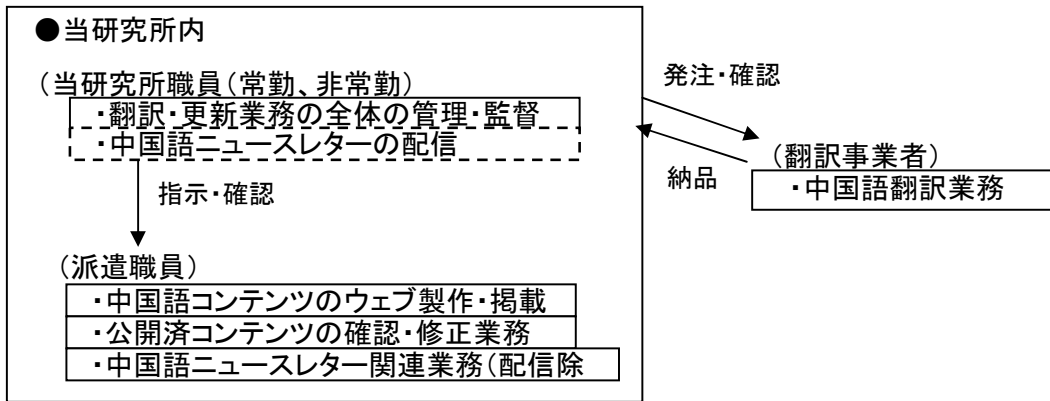 ●当研究所内
(当研究所職員(常勤、非常勤)
・翻訳・更新業務の全体の管理・監督
・中国語ニュースレターの配信
指示・確認
(派遣職員)
・中国語コンテンツのウェブ製作・掲載
・公開済コンテンツの確認・修正業務
・中国語ニュースレター関連業務(配信除
発注・確認
納品
(翻訳事業者)
・中国語翻訳業務